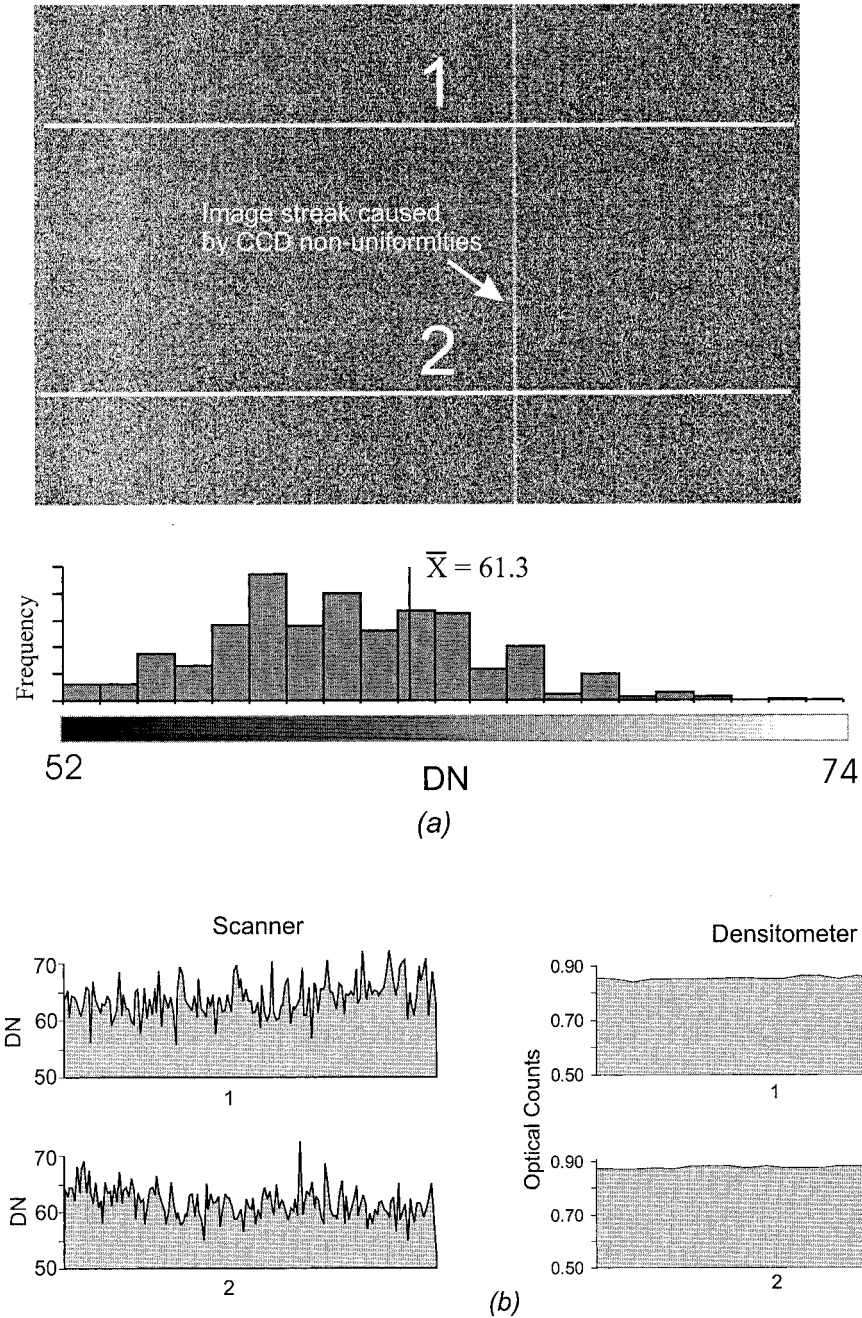 1
Image streak caused
by CCD non-uniformities
2
X̅ = 61.3
Frequency
52
74
DN
(a)
Scanner
Densitometer
70
60
50
DN
1
0.90
0.70
0.50
1
Optical Counts
70
60
50
DN
2
0.90
0.70
0.50
2
(b)